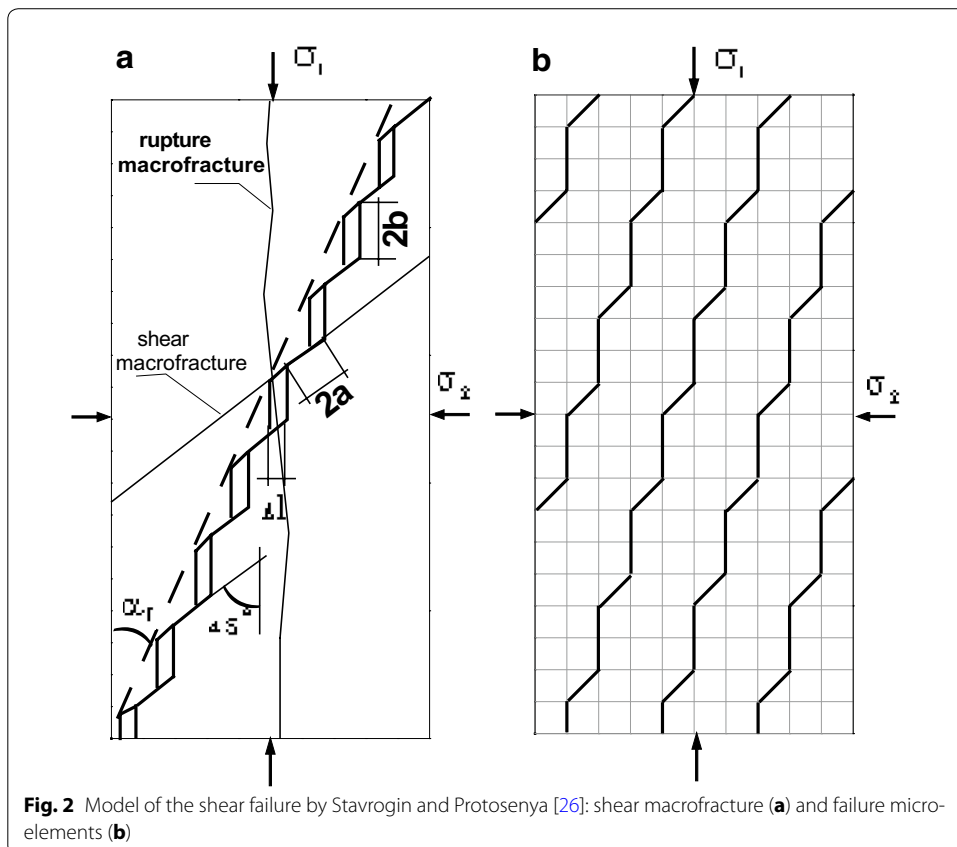 a
b
σ₁
σ₁
rupture
macrofracture
2b
shear
macrofracture
2a
σ₂
σ₂
Δl
αᵣ
Fig. 2 Model of the shear failure by Stavrogin and Protosenya [26]: shear macrofracture (a) and failure micro-
elements (b)